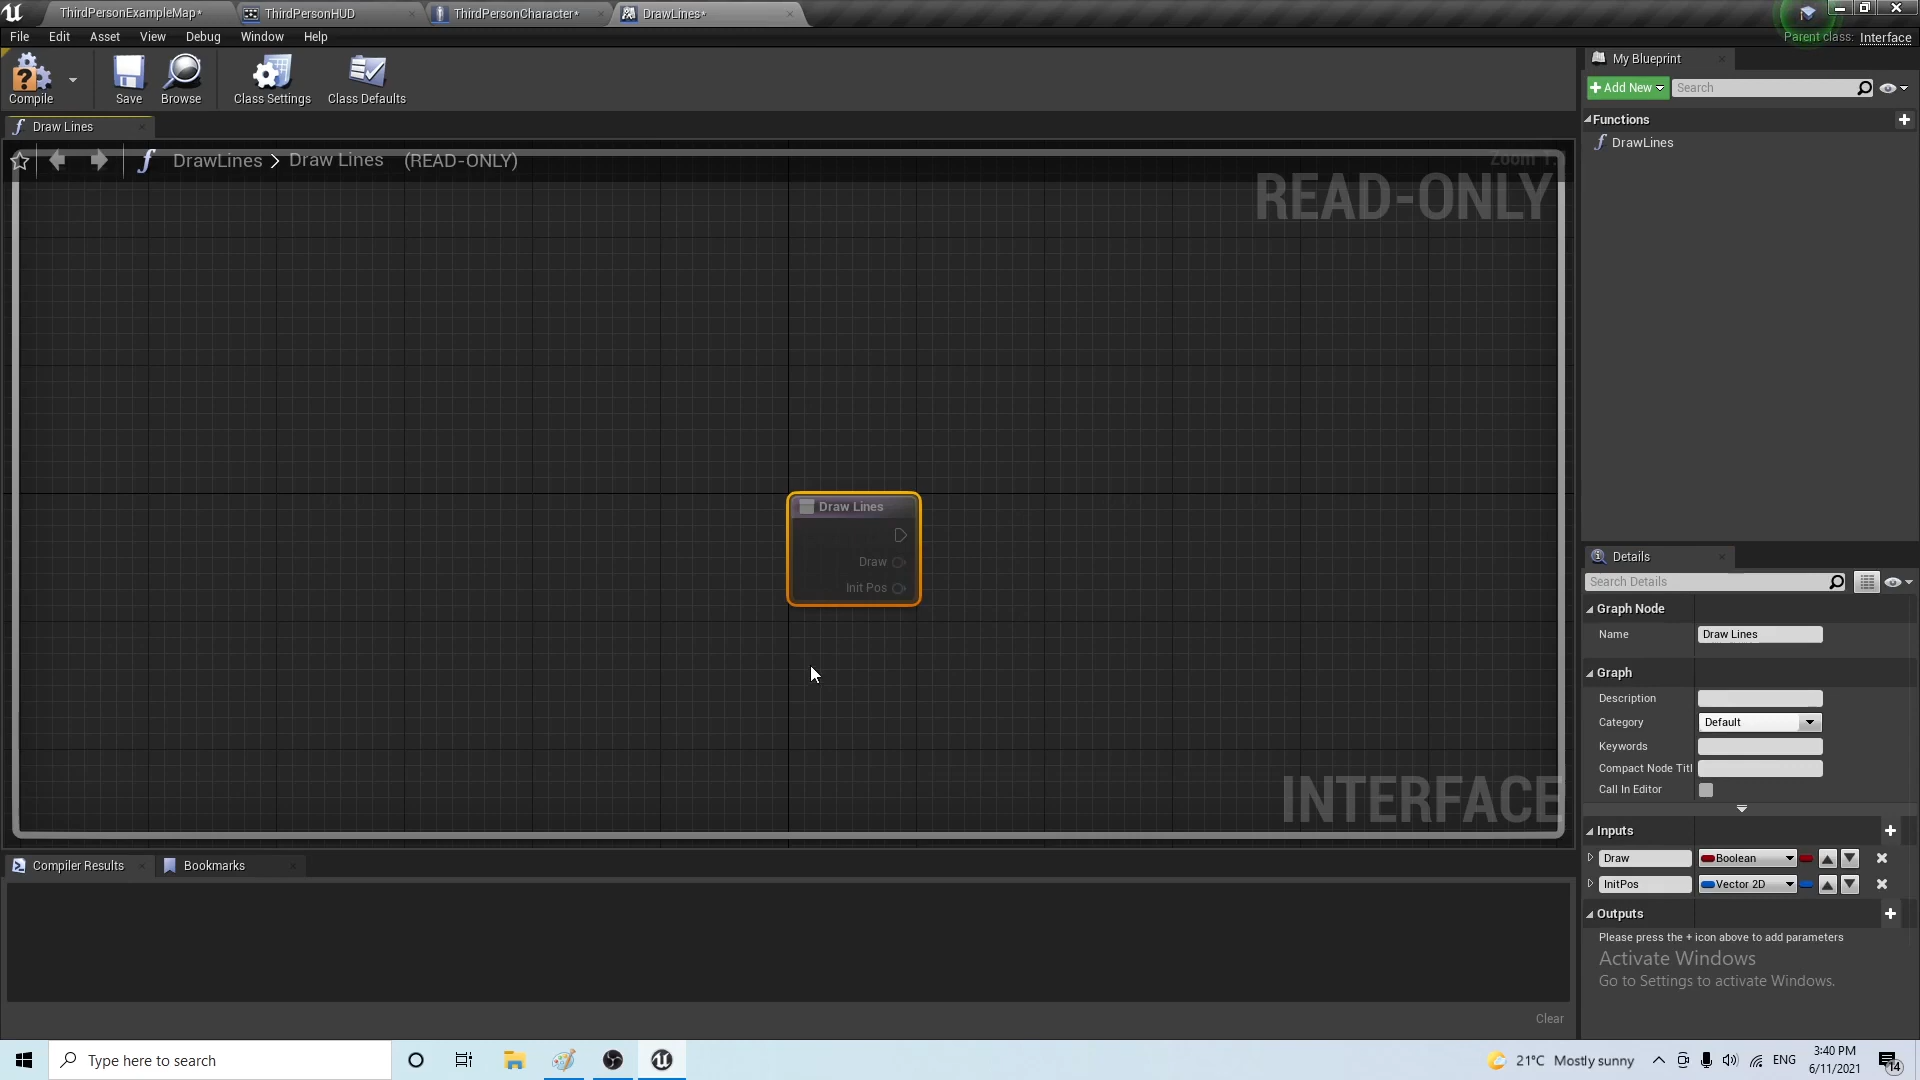 ThirdPersonExampleMap*
ThirdPersonHUD
ThirdPersonCharacter*
DrawLines*
File Edit Asset View Debug Window Help
Parent class: Interface
Compile
Save
Browse
Class Settings
Class Defaults
My Blueprint
+ Add New
Search
Functions
DrawLines
Draw Lines
DrawLines > Draw Lines (READ-ONLY)
READ-ONLY
Draw Lines
Draw
Init Pos
INTERFACE
Details
Search Details
Graph Node
Name Draw Lines
Graph
Description
Category Default
Keywords
Compact Node Titl
Call In Editor
Inputs
Draw Boolean
InitPos Vector 2D
Outputs
Please press the + icon above to add parameters
Activate Windows
Go to Settings to activate Windows.
Compiler Results
Bookmarks
Clear
Type here to search
21°C Mostly sunny
ENG
3:40 PM
6/11/2021
14